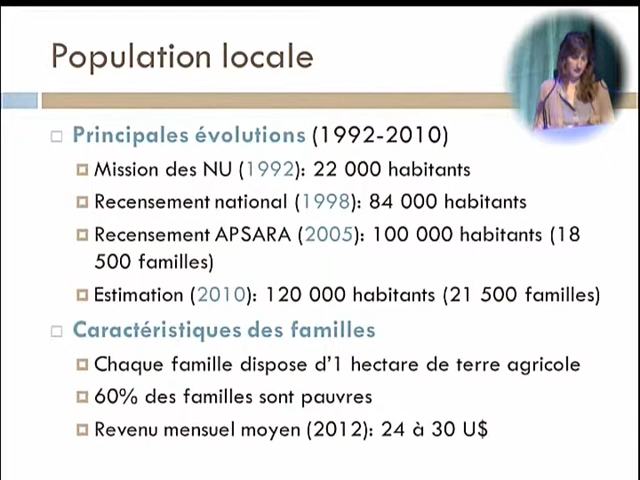 Population locale
Principales évolutions (1992-2010)
Mission des NU (1992): 22 000 habitants
Recensement national (1998): 84 000 habitants
Recensement APSARA (2005): 100 000 habitants (18
500 familles)
Estimation (2010): 120 000 habitants (21 500 familles)
Caractéristiques des familles
Chaque famille dispose d'1 hectare de terre agricole
60% des familles sont pauvres
Revenu mensuel moyen (2012): 24 à 30 U$